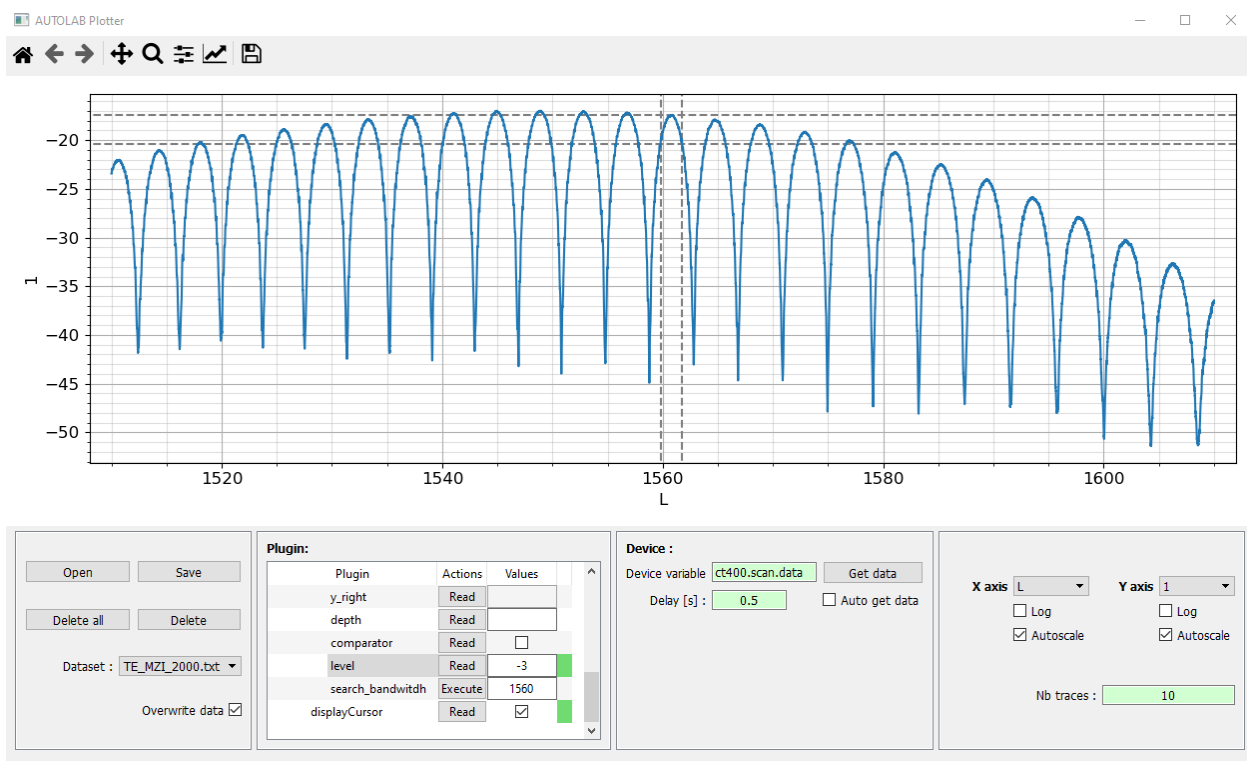 AUTOLAB Plotter
−20
−25
−30
−35
−40
−45
−50
1
1520 1540 1560 1580 1600
L
Open Save
Delete all Delete
Dataset : TE_MZI_2000.txt
Overwrite data
Plugin:
Plugin Actions Values
y_right Read
depth Read
comparator Read
level Read -3
search_bandwitdh Execute 1560
displayCursor Read
Device :
Device variable ct400.scan.data Get data
Delay [s] : 0.5 Auto get data
X axis L Y axis 1
Log Log
Autoscale Autoscale
Nb traces : 10